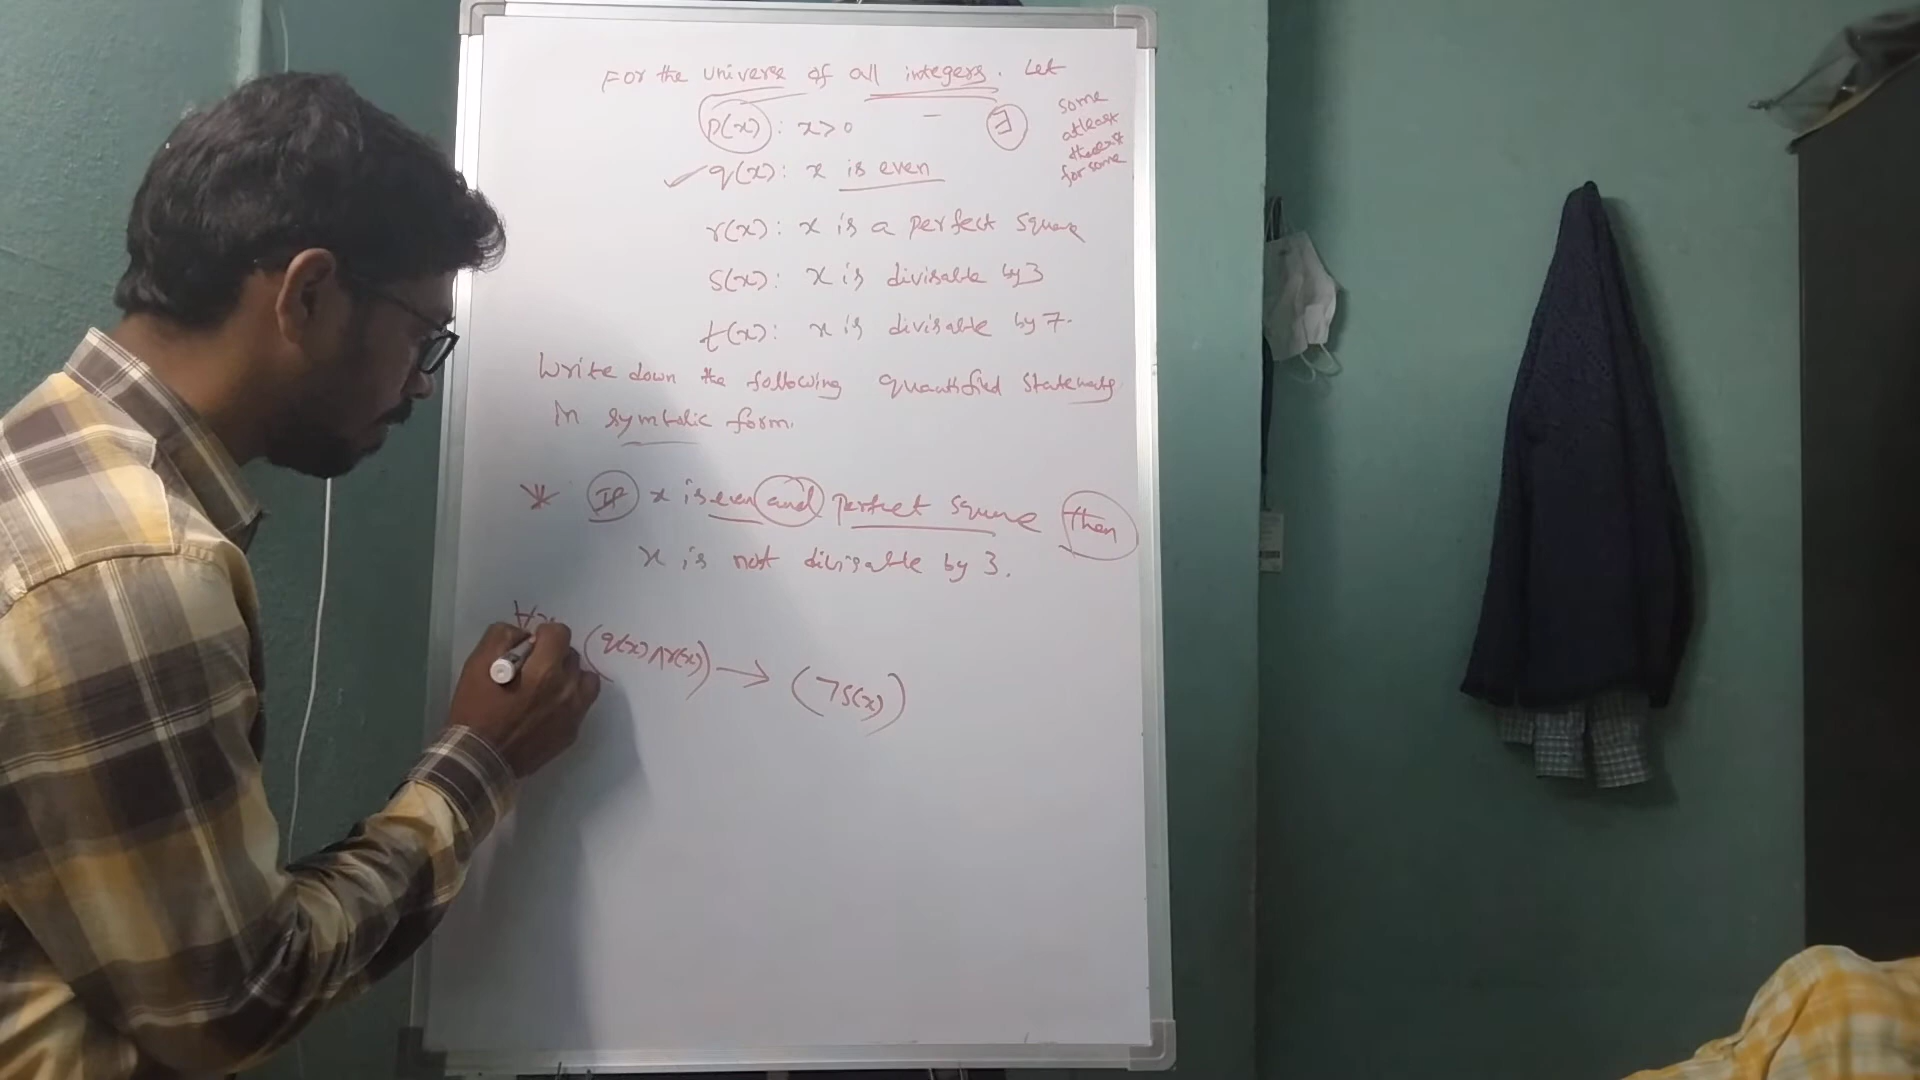 For the universe of all integers. Let
p(x): x>0
∃
some
atleast
for some
q(x): x is even
r(x): x is a perfect square
s(x): x is divisable by 3
t(x): x is divisable by 7.
Write down the following quantified statements
in symbolic form.
* If x is even and perfect square then
x is not divisable by 3.
∀x (q(x) ∧ r(x)) → (¬s(x))